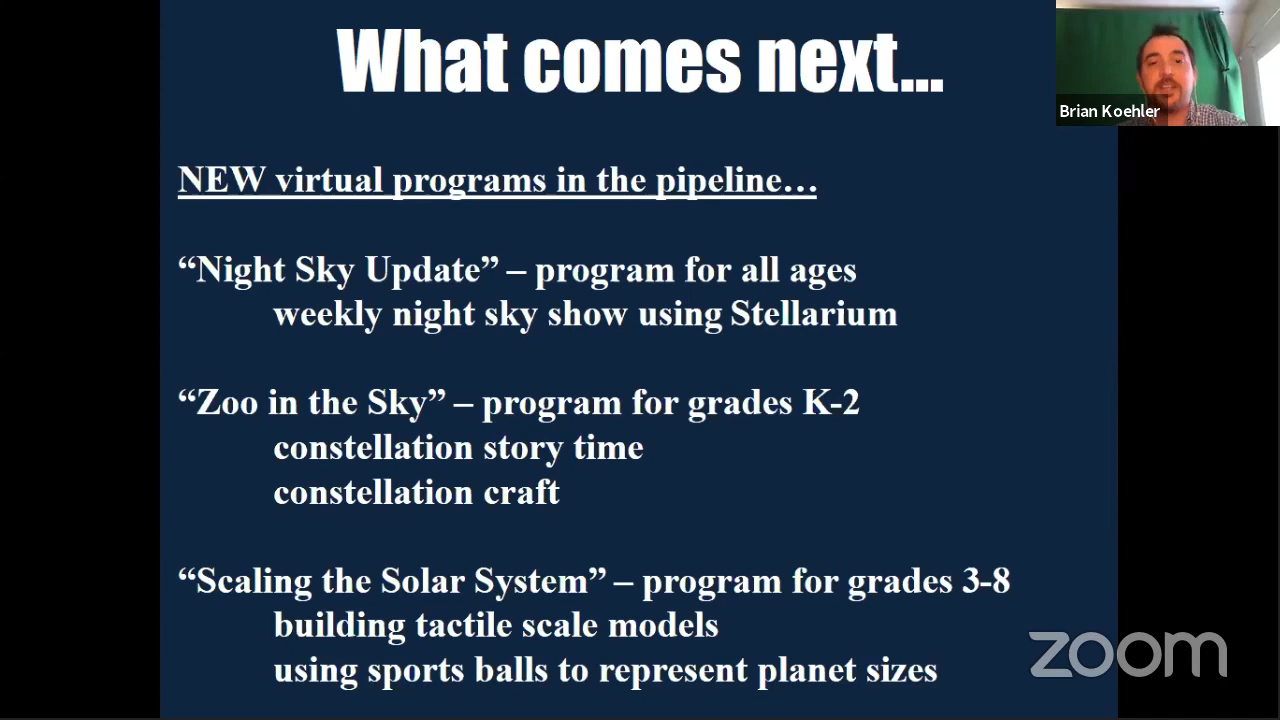 What comes next...
Brian Koehler
NEW virtual programs in the pipeline…
“Night Sky Update” – program for all ages
weekly night sky show using Stellarium
“Zoo in the Sky” – program for grades K-2
constellation story time
constellation craft
“Scaling the Solar System” – program for grades 3-8
building tactile scale models
using sports balls to represent planet sizes
zoom